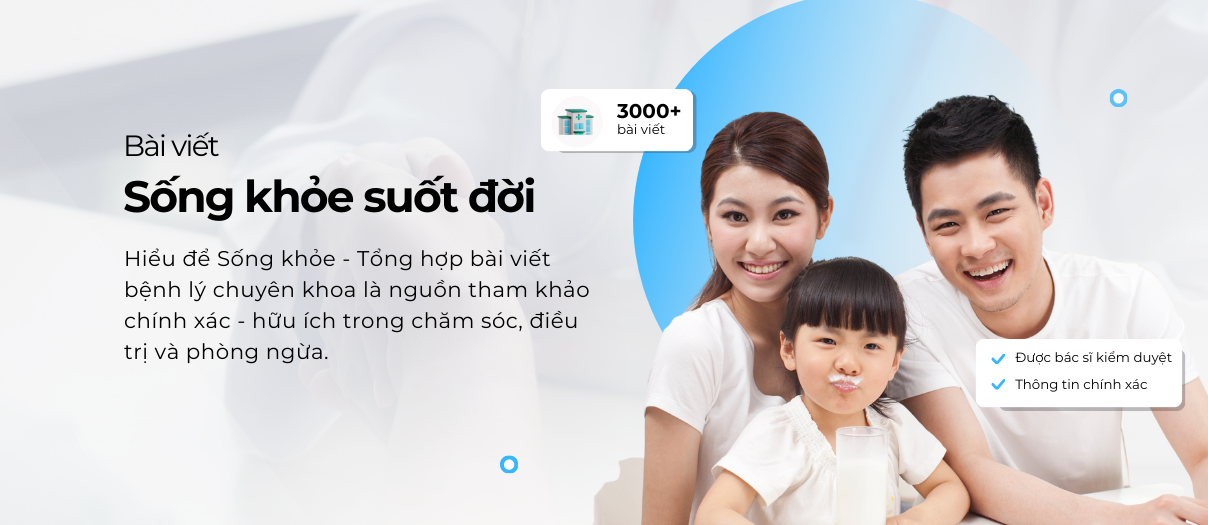 Bài viết
Sống khỏe suốt đời
Hiểu để Sống khỏe - Tổng hợp bài viết
bệnh lý chuyên khoa là nguồn tham khảo
chính xác - hữu ích trong chăm sóc, điều
trị và phòng ngừa.
3000+
bài viết
Được bác sĩ kiểm duyệt
Thông tin chính xác